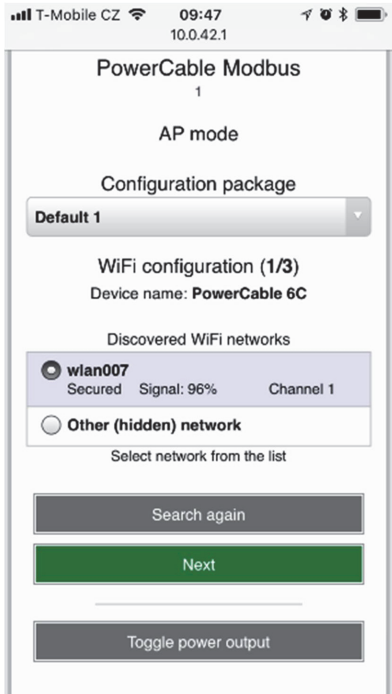 T-Mobile CZ 09:47
10.0.42.1
PowerCable Modbus
1
AP mode
Configuration package
Default 1
WiFi configuration (1/3)
Device name: PowerCable 6C
Discovered WiFi networks
wlan007
Secured Signal: 96% Channel 1
Other (hidden) network
Select network from the list
Search again
Next
Toggle power output